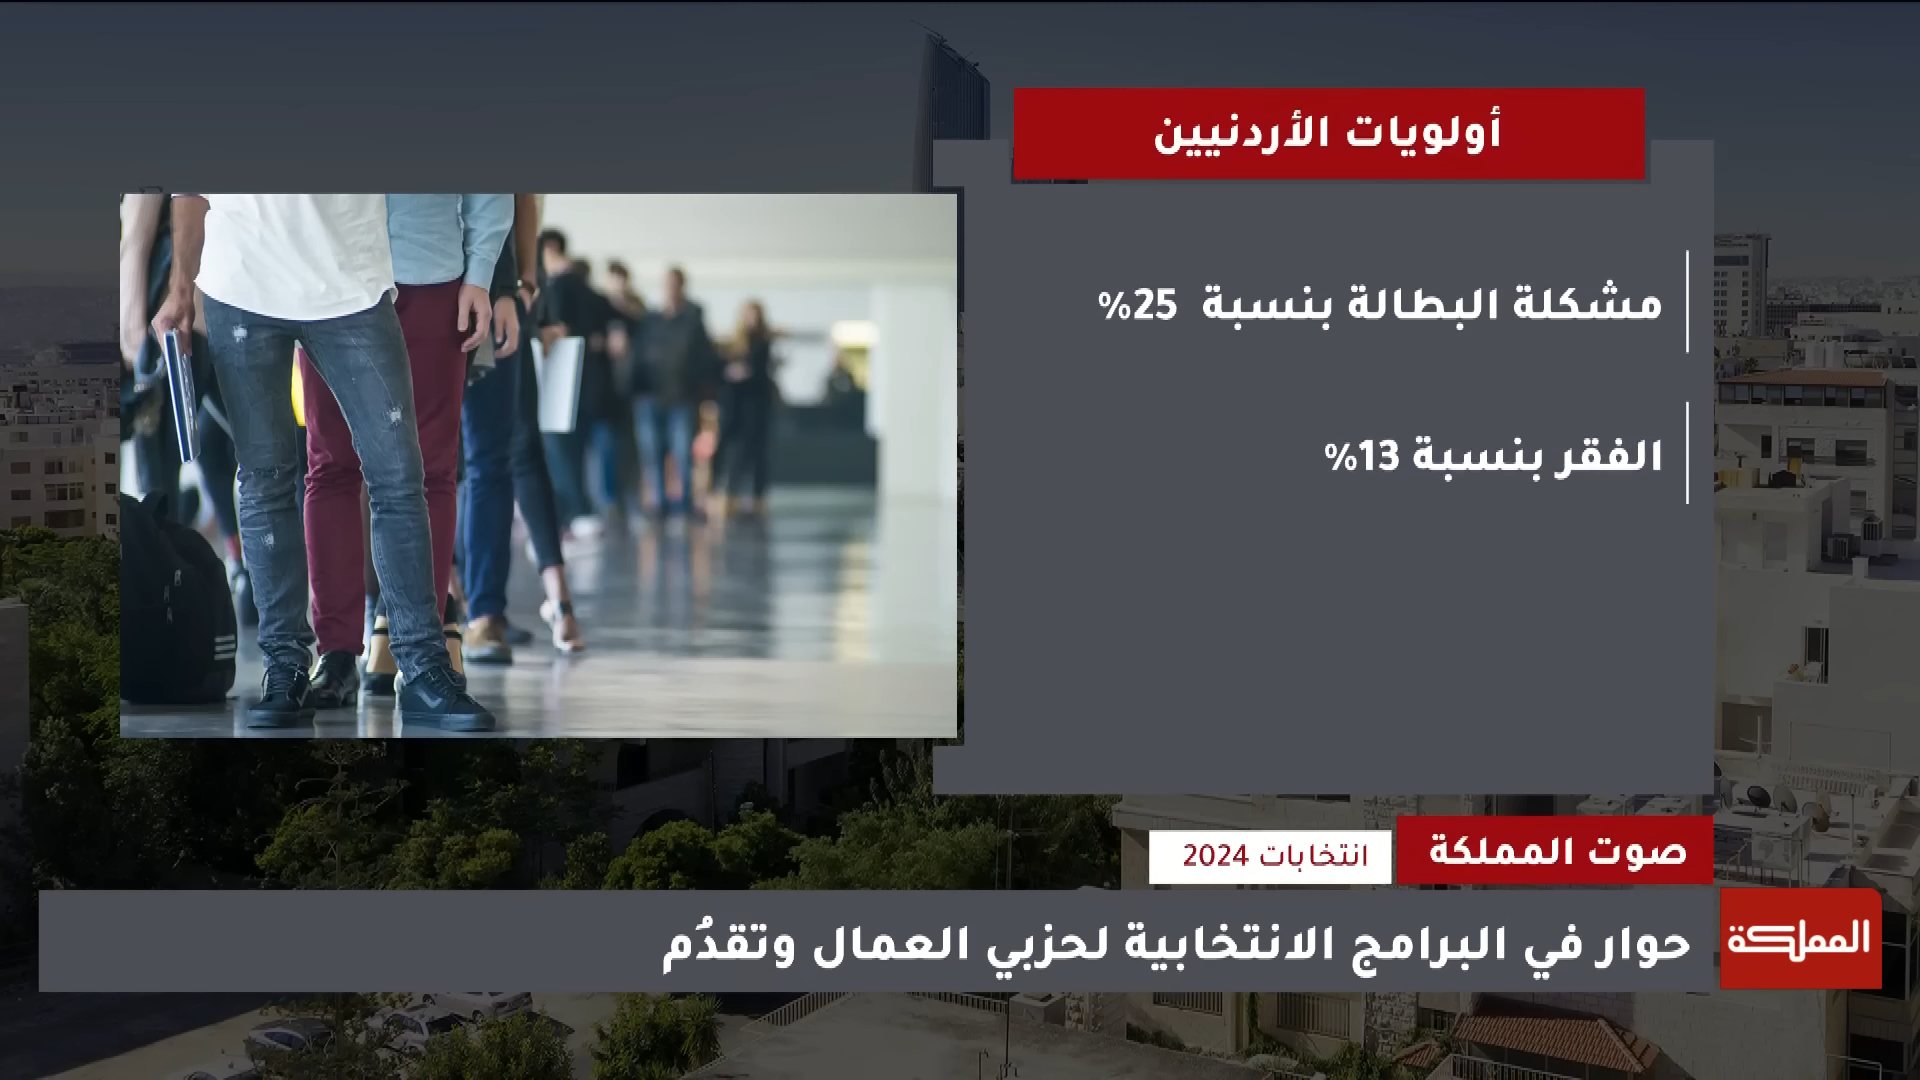 أولويات الأردنيين
مشكلة البطالة بنسبة 25%
الفقر بنسبة 13%
صوت المملكة
انتخابات 2024
حوار في البرامج الانتخابية لحزبي العمال وتقدُم
المملكة